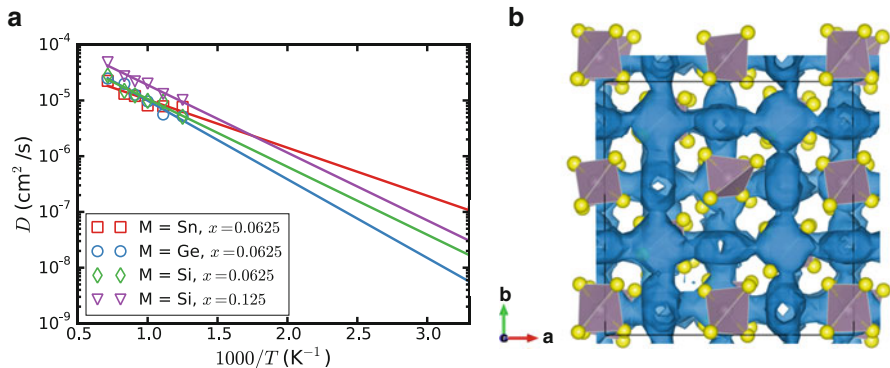 a
b
10⁻⁴
10⁻⁵
10⁻⁶
10⁻⁷
10⁻⁸
10⁻⁹
D (cm²/s)
M = Sn, x=0.0625
M = Ge, x=0.0625
M = Si, x=0.0625
M = Si, x=0.125
0.5 1.0 1.5 2.0 2.5 3.0
1000/T (K⁻¹)
b
a